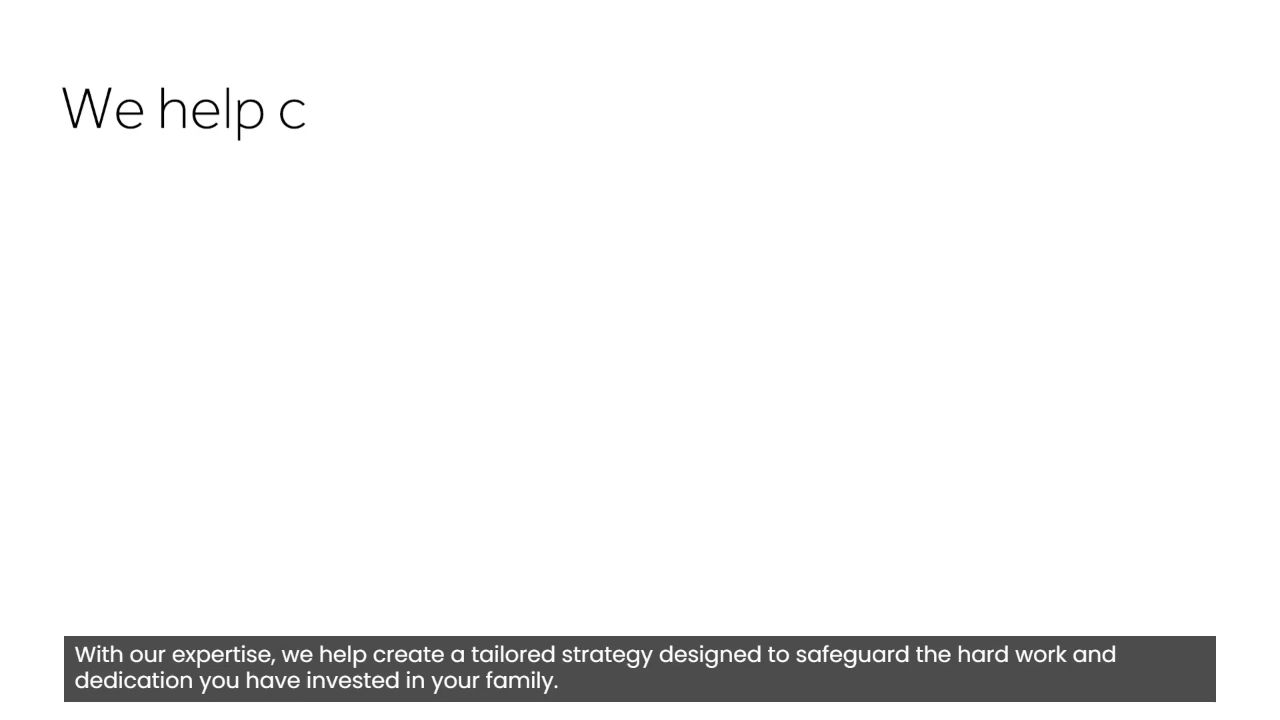 We help c
With our expertise, we help create a tailored strategy designed to safeguard the hard work and
dedication you have invested in your family.